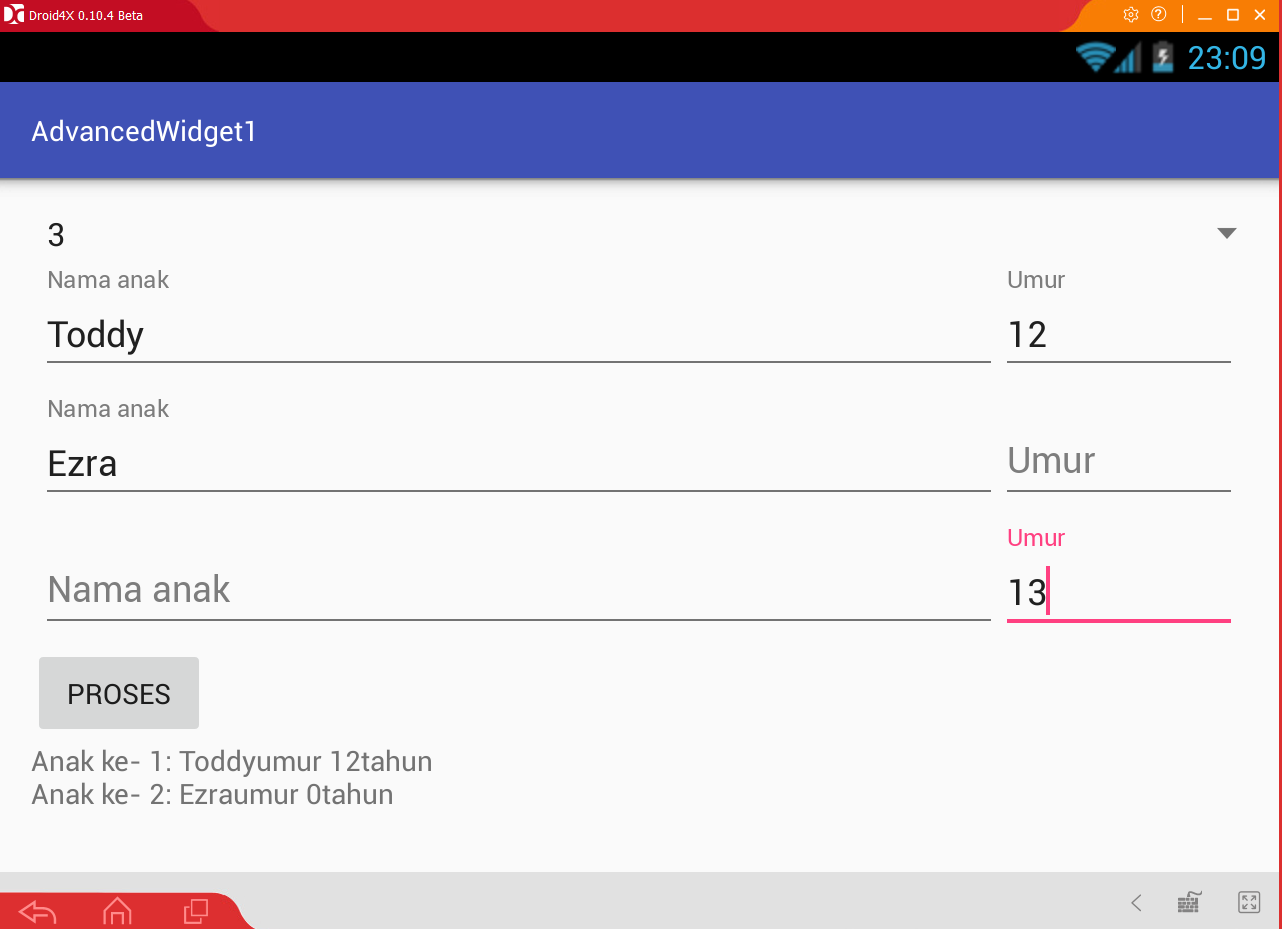 Droid4X 0.10.4 Beta
23:09
AdvancedWidget1
3
Nama anak Umur
Toddy 12
Nama anak
Ezra Umur
Umur
Nama anak 13
PROSES
Anak ke- 1: Toddyumur 12tahun
Anak ke- 2: Ezraumur 0tahun